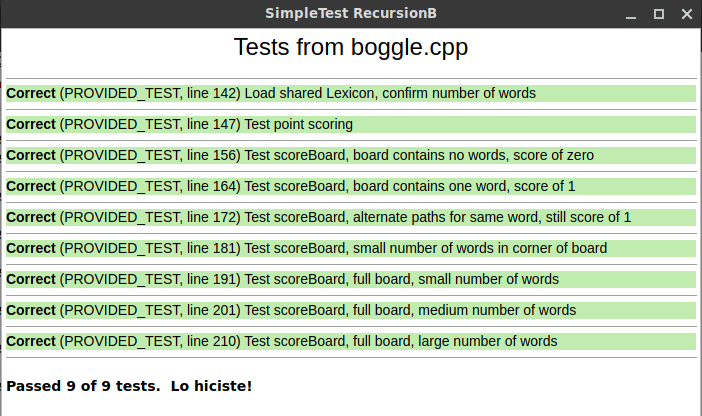 SimpleTest RecursionB
Tests from boggle.cpp
Correct (PROVIDED_TEST, line 142) Load shared Lexicon, confirm number of words
Correct (PROVIDED_TEST, line 147) Test point scoring
Correct (PROVIDED_TEST, line 156) Test scoreBoard, board contains no words, score of zero
Correct (PROVIDED_TEST, line 164) Test scoreBoard, board contains one word, score of 1
Correct (PROVIDED_TEST, line 172) Test scoreBoard, alternate paths for same word, still score of 1
Correct (PROVIDED_TEST, line 181) Test scoreBoard, small number of words in corner of board
Correct (PROVIDED_TEST, line 191) Test scoreBoard, full board, small number of words
Correct (PROVIDED_TEST, line 201) Test scoreBoard, full board, medium number of words
Correct (PROVIDED_TEST, line 210) Test scoreBoard, full board, large number of words
Passed 9 of 9 tests.  Lo hiciste!